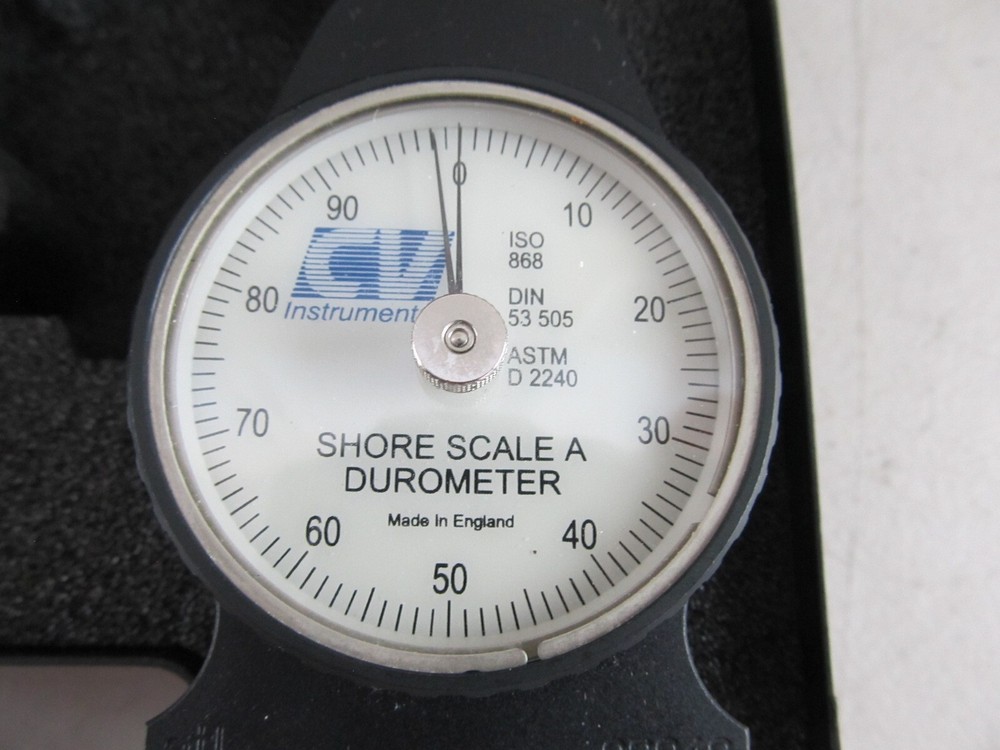 0
10
20
30
40
50
60
70
80
90
CV
Instrument
ISO
868
DIN
53 505
ASTM
D 2240
SHORE SCALE A
DUROMETER
Made In England